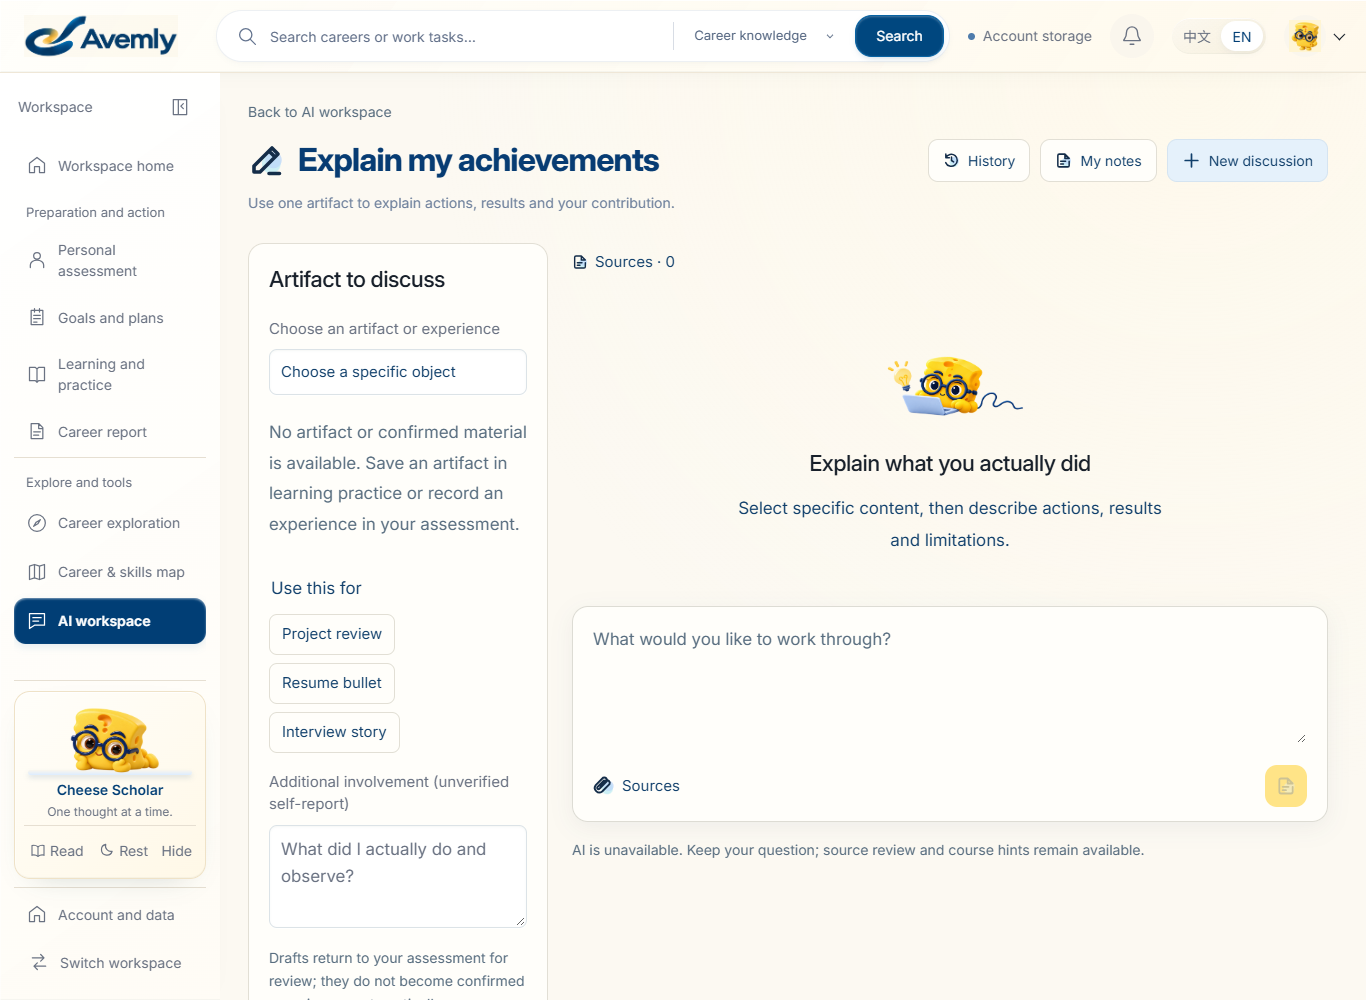 Avemly
Search careers or work tasks...
Career knowledge
Search
Account storage
中文
EN
Workspace
Workspace home
Preparation and action
Personal
assessment
Goals and plans
Learning and
practice
Career report
Explore and tools
Career exploration
Career & skills map
AI workspace
Cheese Scholar
One thought at a time.
Read
Rest
Hide
Account and data
Switch workspace
Back to AI workspace
Explain my achievements
Use one artifact to explain actions, results and your contribution.
History
My notes
New discussion
Artifact to discuss
Choose an artifact or experience
Choose a specific object
No artifact or confirmed material
is available. Save an artifact in
learning practice or record an
experience in your assessment.
Use this for
Project review
Resume bullet
Interview story
Additional involvement (unverified
self-report)
What did I actually do and
observe?
Drafts return to your assessment for
review; they do not become confirmed
Sources · 0
Explain what you actually did
Select specific content, then describe actions, results
and limitations.
What would you like to work through?
Sources
AI is unavailable. Keep your question; source review and course hints remain available.